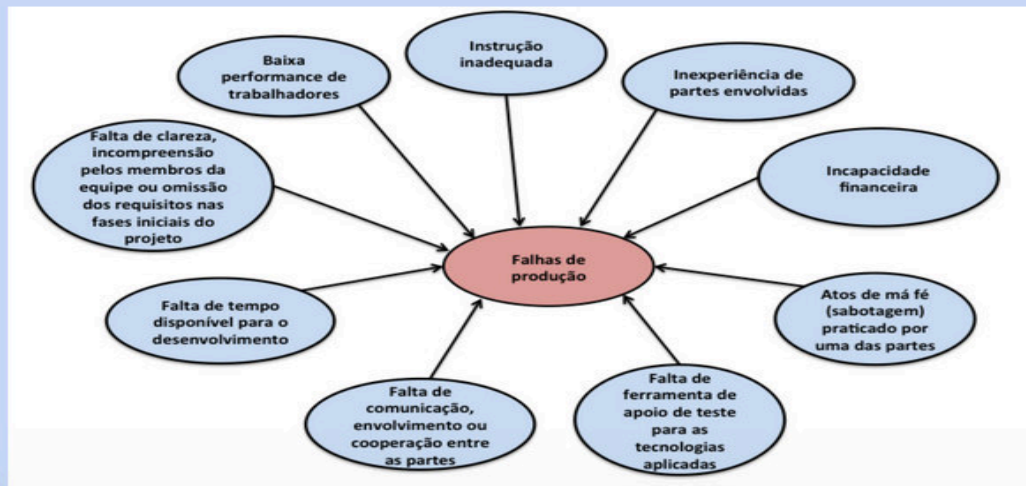 Instrução
inadequada
Baixa
performance de
trabalhadores
Inexperiência de
partes envolvidas
Falta de clareza,
incompreensão
pelos membros da
equipe ou omissão
dos requisitos nas
fases iniciais do
projeto
Incapacidade
financeira
Falhas de
produção
Falta de tempo
disponível para o
desenvolvimento
Atos de má fé
(sabotagem)
praticado por
uma das partes
Falta de
comunicação,
envolvimento ou
cooperação entre
as partes
Falta de
ferramenta de
apoio de teste
para as
tecnologias
aplicadas